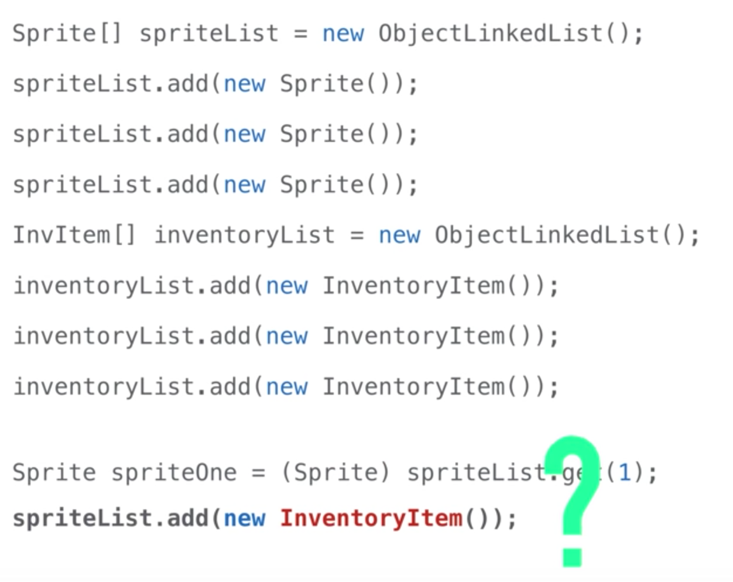 Sprite[] spriteList = new ObjectLinkedList();
spriteList.add(new Sprite());
spriteList.add(new Sprite());
spriteList.add(new Sprite());
InvItem[] inventoryList = new ObjectLinkedList();
inventoryList.add(new InventoryItem());
inventoryList.add(new InventoryItem());
inventoryList.add(new InventoryItem());
Sprite spriteOne = (Sprite) spriteList.get(1);
spriteList.add(new InventoryItem());
?